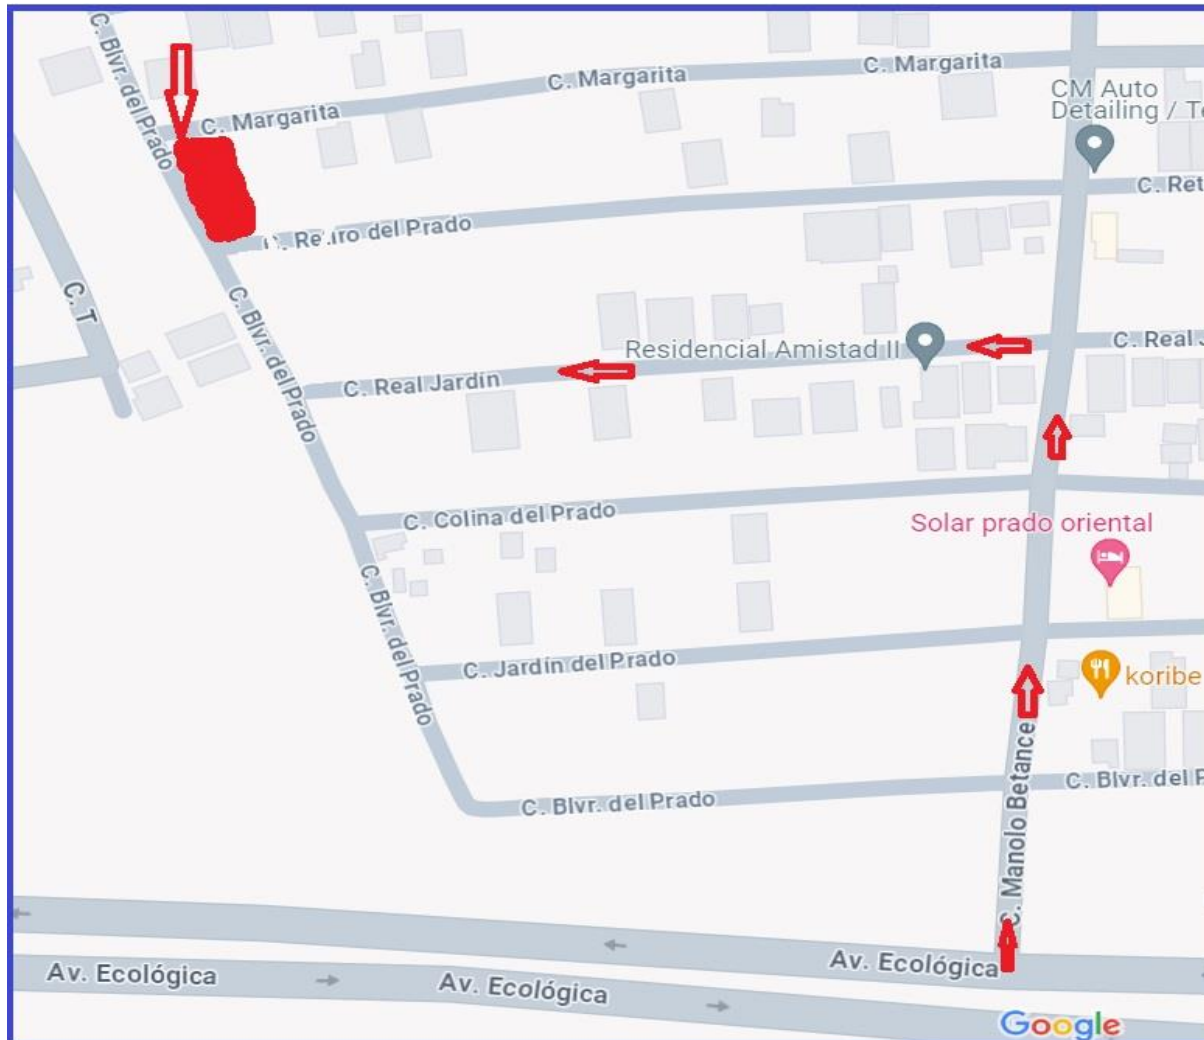 C. Blvr. del Prado
C. Margarita
C. Margarita
C. Margarita
CM Auto
Detailing / Te
C. Ret
C. Retiro del Prado
C. T
C. Blvr. del Prado
Residencial Amistad II
C. Real J
C. Real Jardín
C. Colina del Prado
Solar prado oriental
C. Blvr. del Prado
C. Jardín del Prado
koribe
C. Manolo Betance
C. Blvr. del Prado
C. Blvr. del P
Av. Ecológica
Av. Ecológica
Av. Ecológica
Google